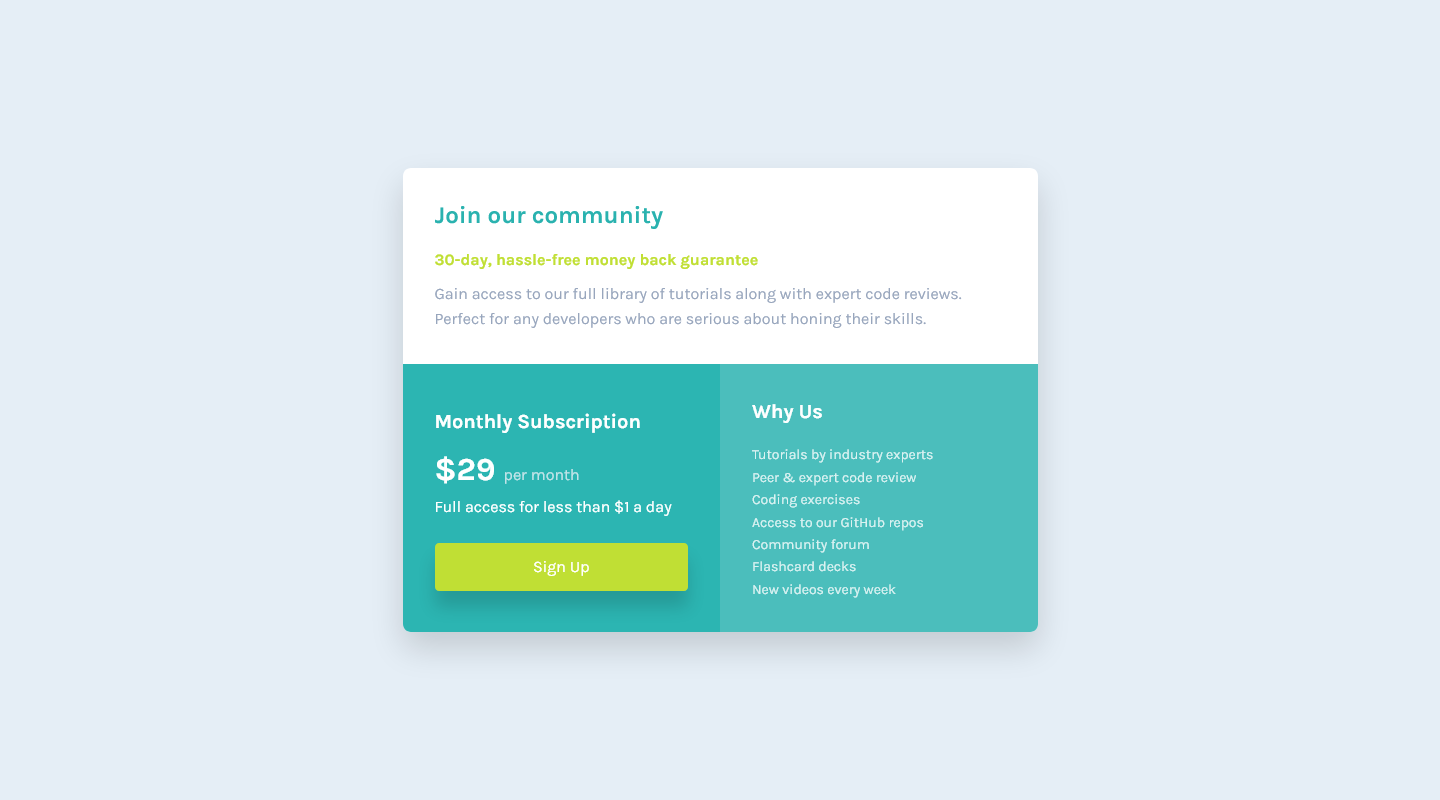 Join our community
30-day, hassle-free money back guarantee
Gain access to our full library of tutorials along with expert code reviews.
Perfect for any developers who are serious about honing their skills.
Monthly Subscription
$29 per month
Full access for less than $1 a day
Sign Up
Why Us
Tutorials by industry experts
Peer & expert code review
Coding exercises
Access to our GitHub repos
Community forum
Flashcard decks
New videos every week